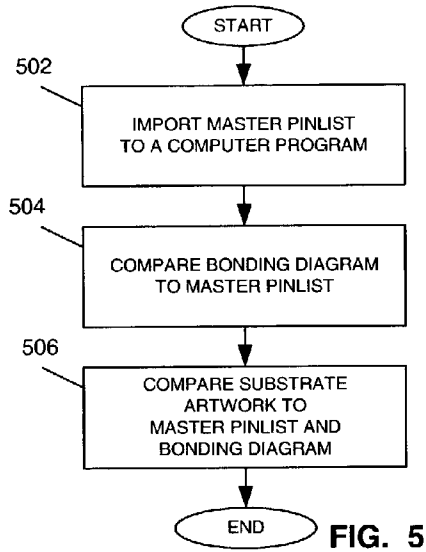 START
502
IMPORT MASTER PINLIST
TO A COMPUTER PROGRAM
504
COMPARE BONDING DIAGRAM
TO MASTER PINLIST
506
COMPARE SUBSTRATE
ARTWORK TO
MASTER PINLIST AND
BONDING DIAGRAM
END
FIG. 5